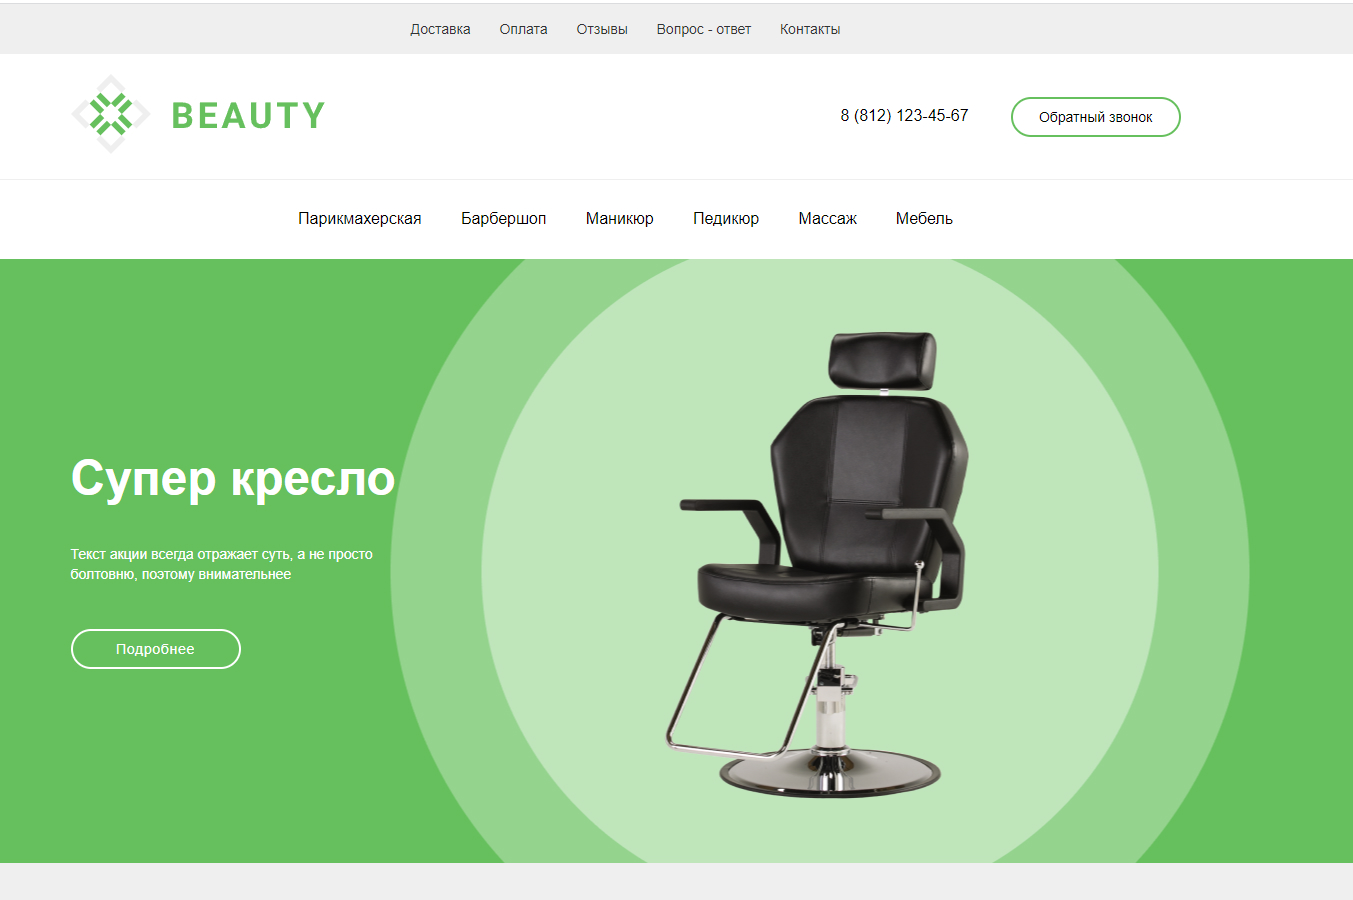 Доставка Оплата Отзывы Вопрос - ответ Контакты
BEAUTY
8 (812) 123-45-67
Обратный звонок
Парикмахерская Барбершоп Маникюр Педикюр Массаж Мебель
Супер кресло
Текст акции всегда отражает суть, а не просто
болтовню, поэтому внимательнее
Подробнее